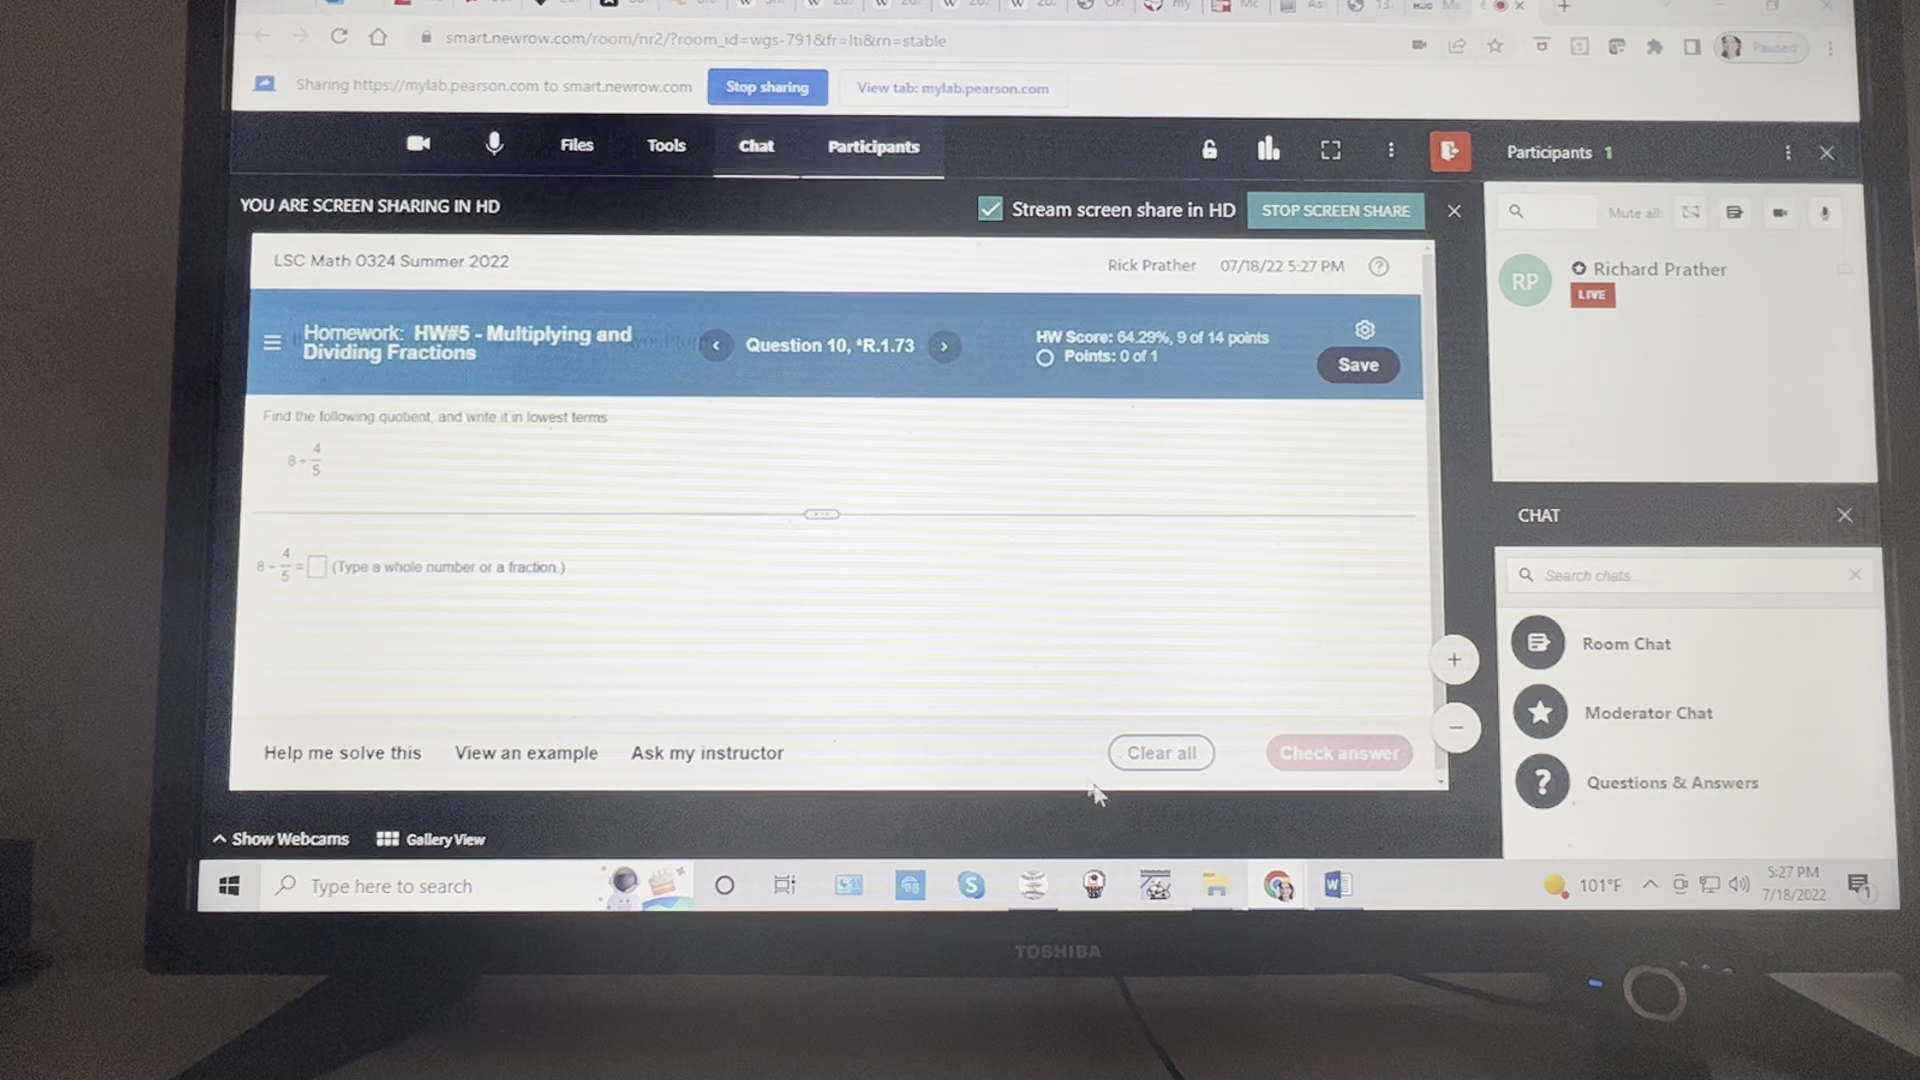 smart.newrow.com/room/nr2/?room_id=wgs-791&fr=lti&rn=stable
Paused
Sharing https://mylab.pearson.com to smart.newrow.com
Stop sharing
View tab: mylab.pearson.com
Files
Tools
Chat
Participants
Participants 1
YOU ARE SCREEN SHARING IN HD
Stream screen share in HD
STOP SCREEN SHARE
Mute all:
RP
Richard Prather
LIVE
LSC Math 0324 Summer 2022
Rick Prather
07/18/22 5:27 PM
Homework: HW#5 - Multiplying and
Dividing Fractions
Question 10, *R.1.73
HW Score: 64.29%, 9 of 14 points
Points: 0 of 1
Save
Find the following quotient, and write it in lowest terms
8 ÷ 4/5
8 ÷ 4/5 = (Type a whole number or a fraction.)
CHAT
Search chats
Room Chat
Moderator Chat
Questions & Answers
Help me solve this
View an example
Ask my instructor
Clear all
Check answer
Show Webcams
Gallery View
Type here to search
101°F
5:27 PM
7/18/2022
1
TOSHIBA